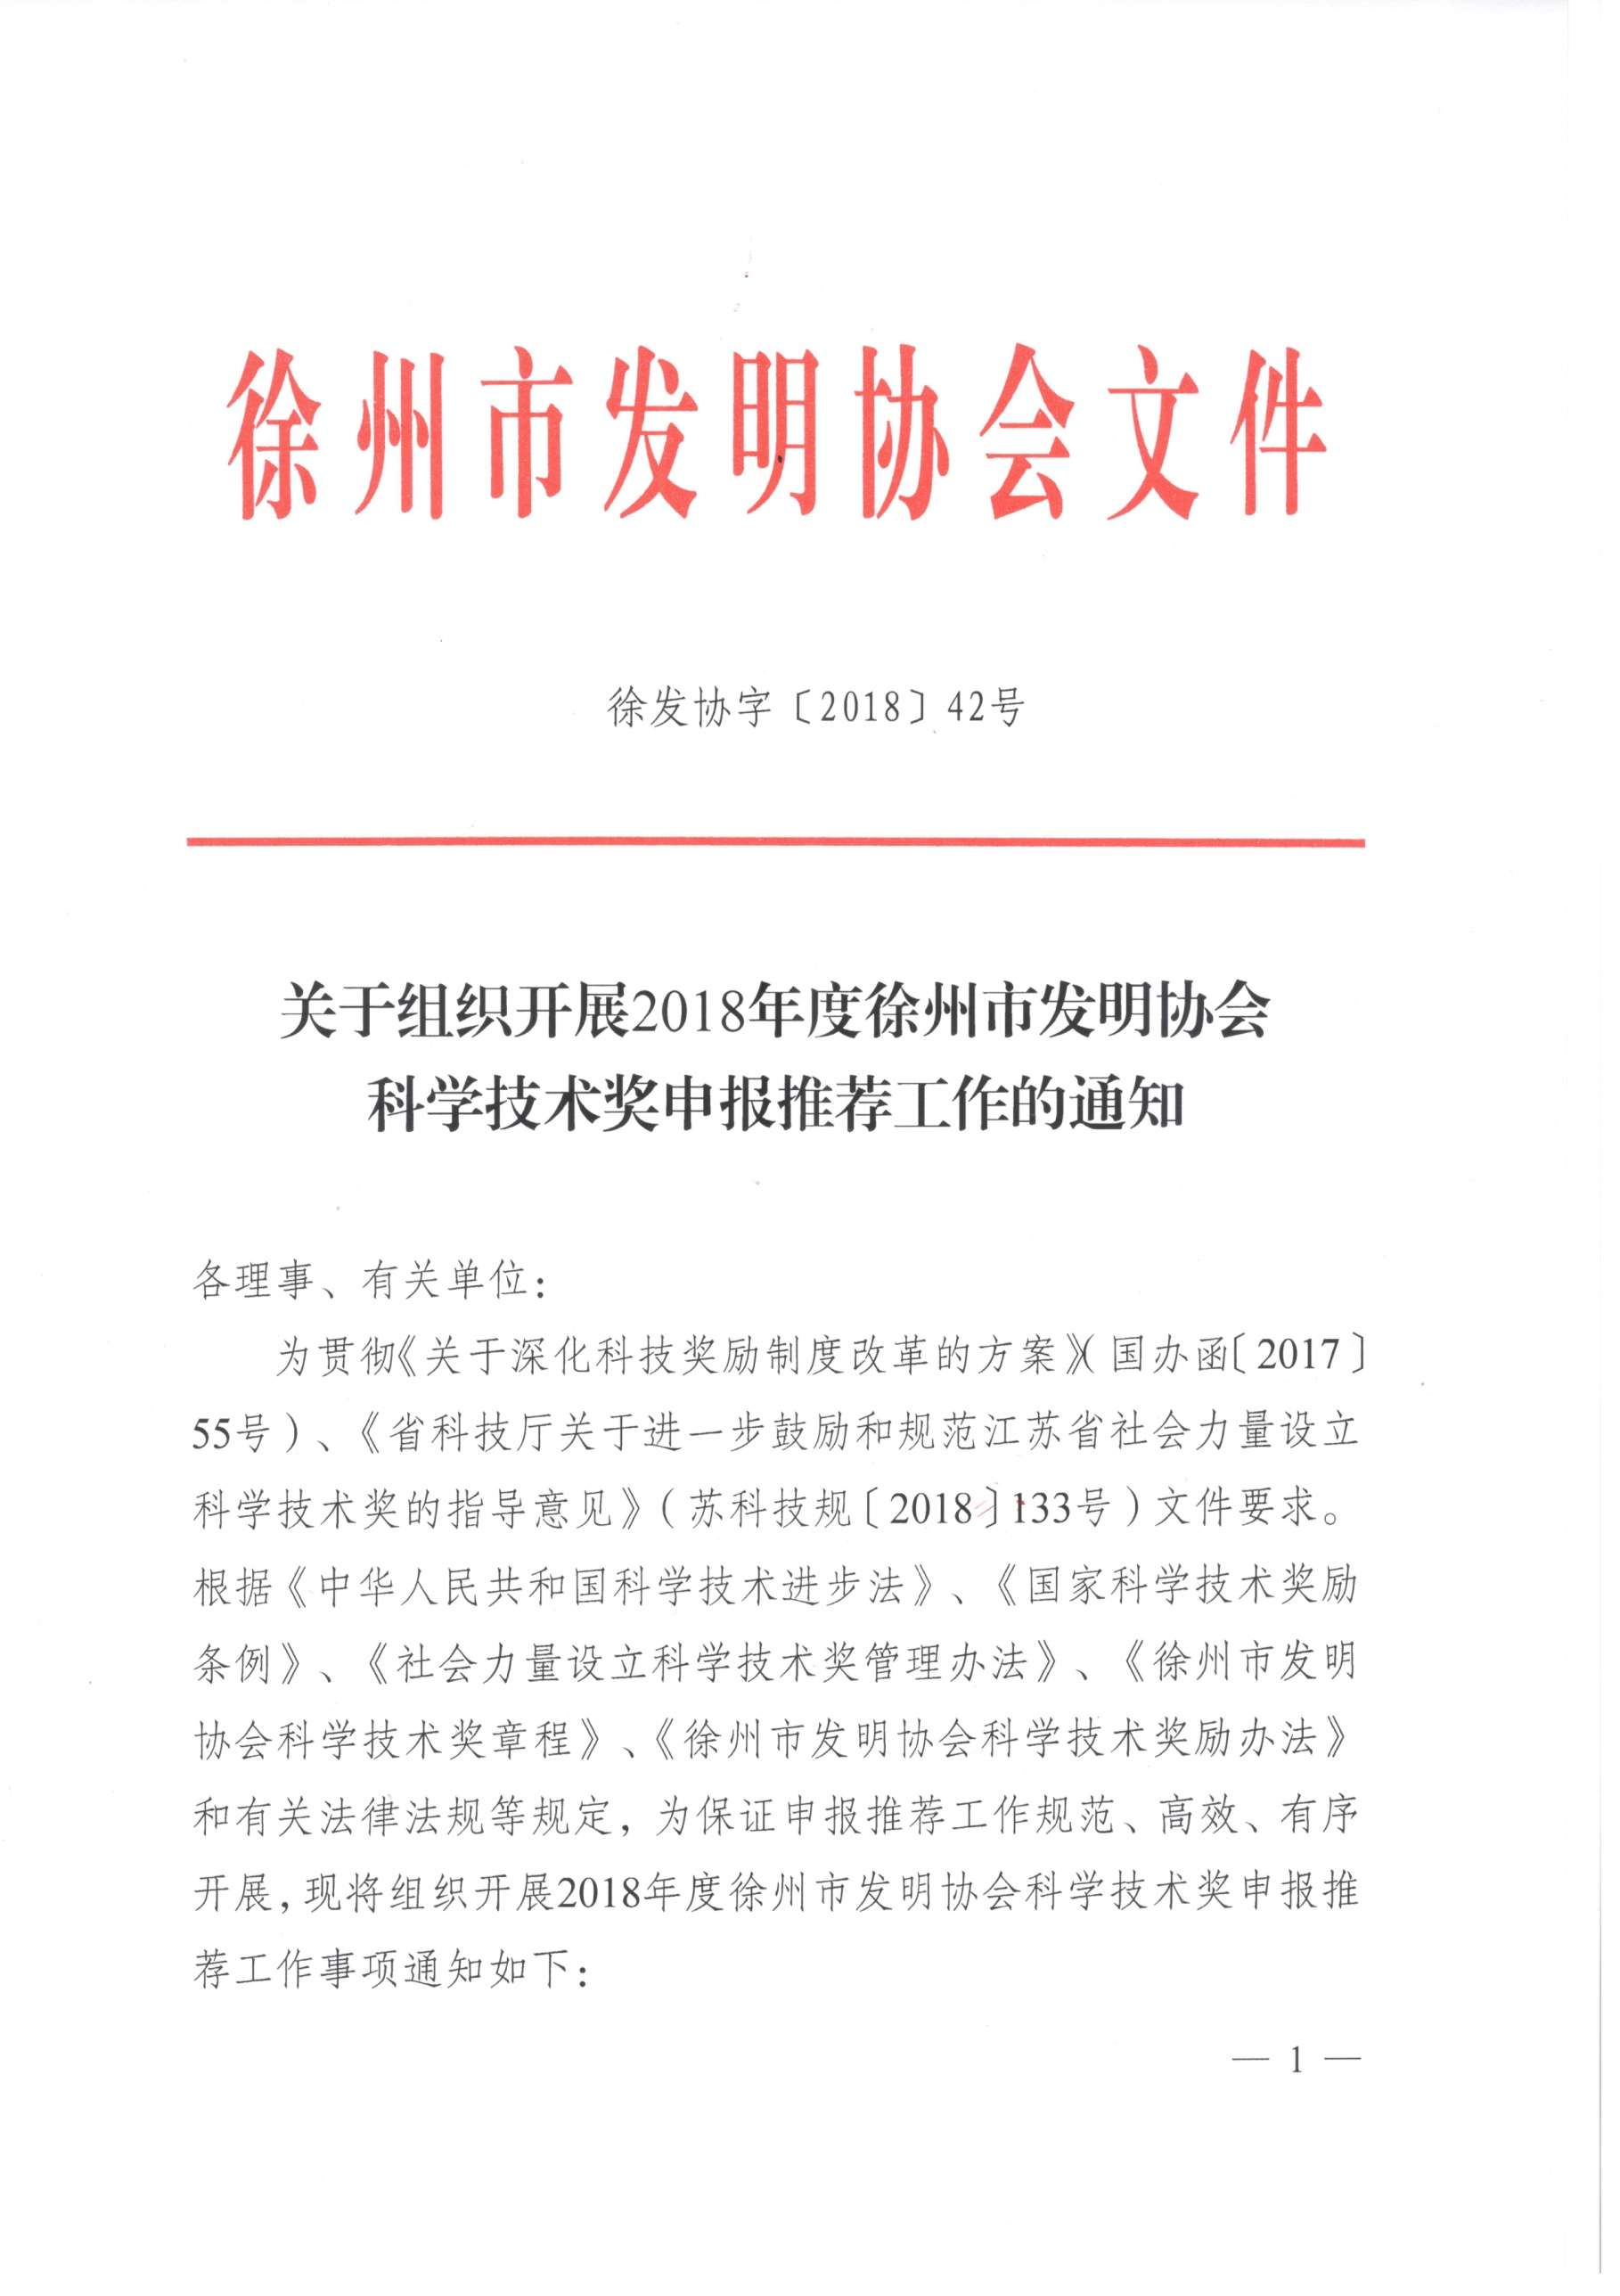 徐州市发明协会文件
徐发协字〔2018〕42号
关于组织开展2018年度徐州市发明协会
科学技术奖申报推荐工作的通知
各理事、有关单位：
为贯彻《关于深化科技奖励制度改革的方案》（国办函〔2017〕
55号）、《省科技厅关于进一步鼓励和规范江苏省社会力量设立
科学技术奖的指导意见》（苏科技规〔2018〕133号）文件要求。
根据《中华人民共和国科学技术进步法》、《国家科学技术奖励
条例》、《社会力量设立科学技术奖管理办法》、《徐州市发明
协会科学技术奖章程》、《徐州市发明协会科学技术奖励办法》
和有关法律法规等规定，为保证申报推荐工作规范、高效、有序
开展，现将组织开展2018年度徐州市发明协会科学技术奖申报推
荐工作事项通知如下：
— 1 —